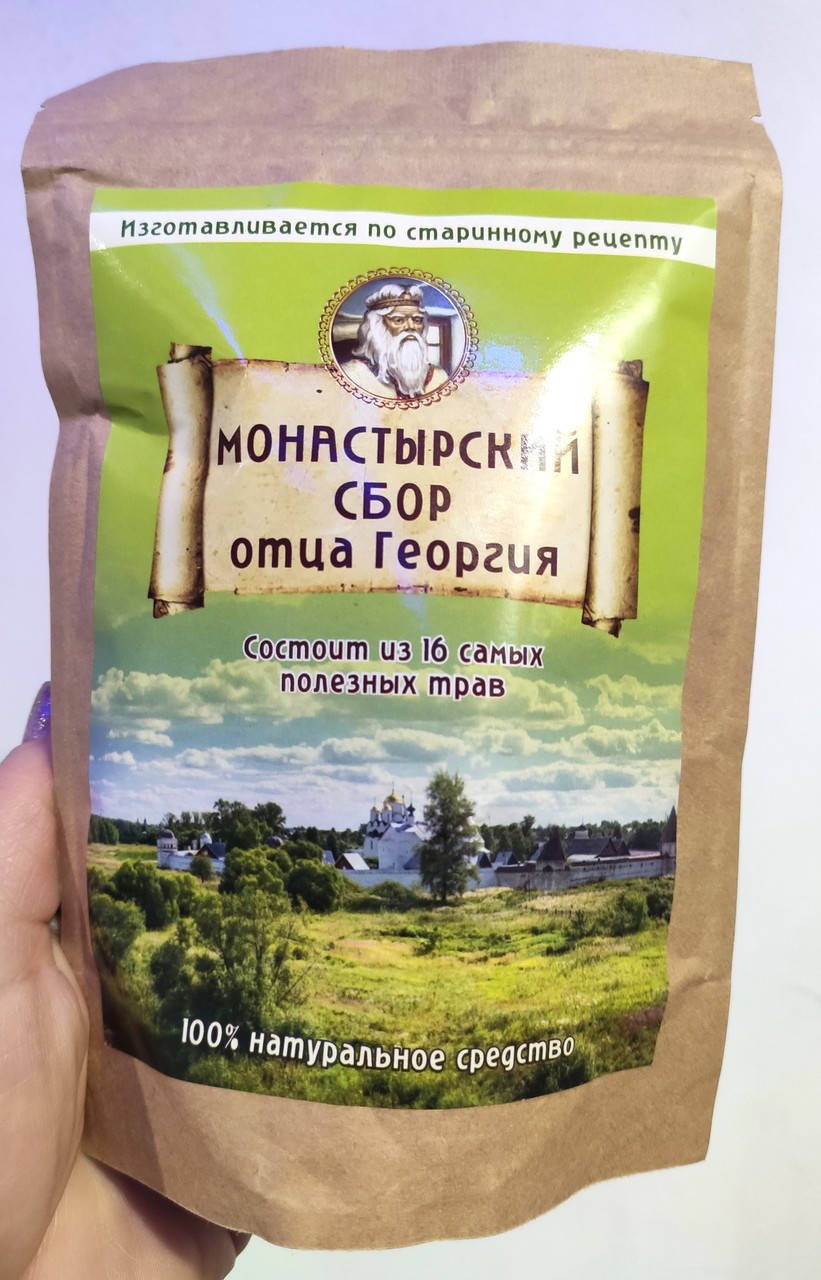 Изготавливается по старинному рецепту
МОНАСТЫРСКИЙ
СБОР
отца Георгия
Состоит из 16 самых
полезных трав
100% натуральное средство